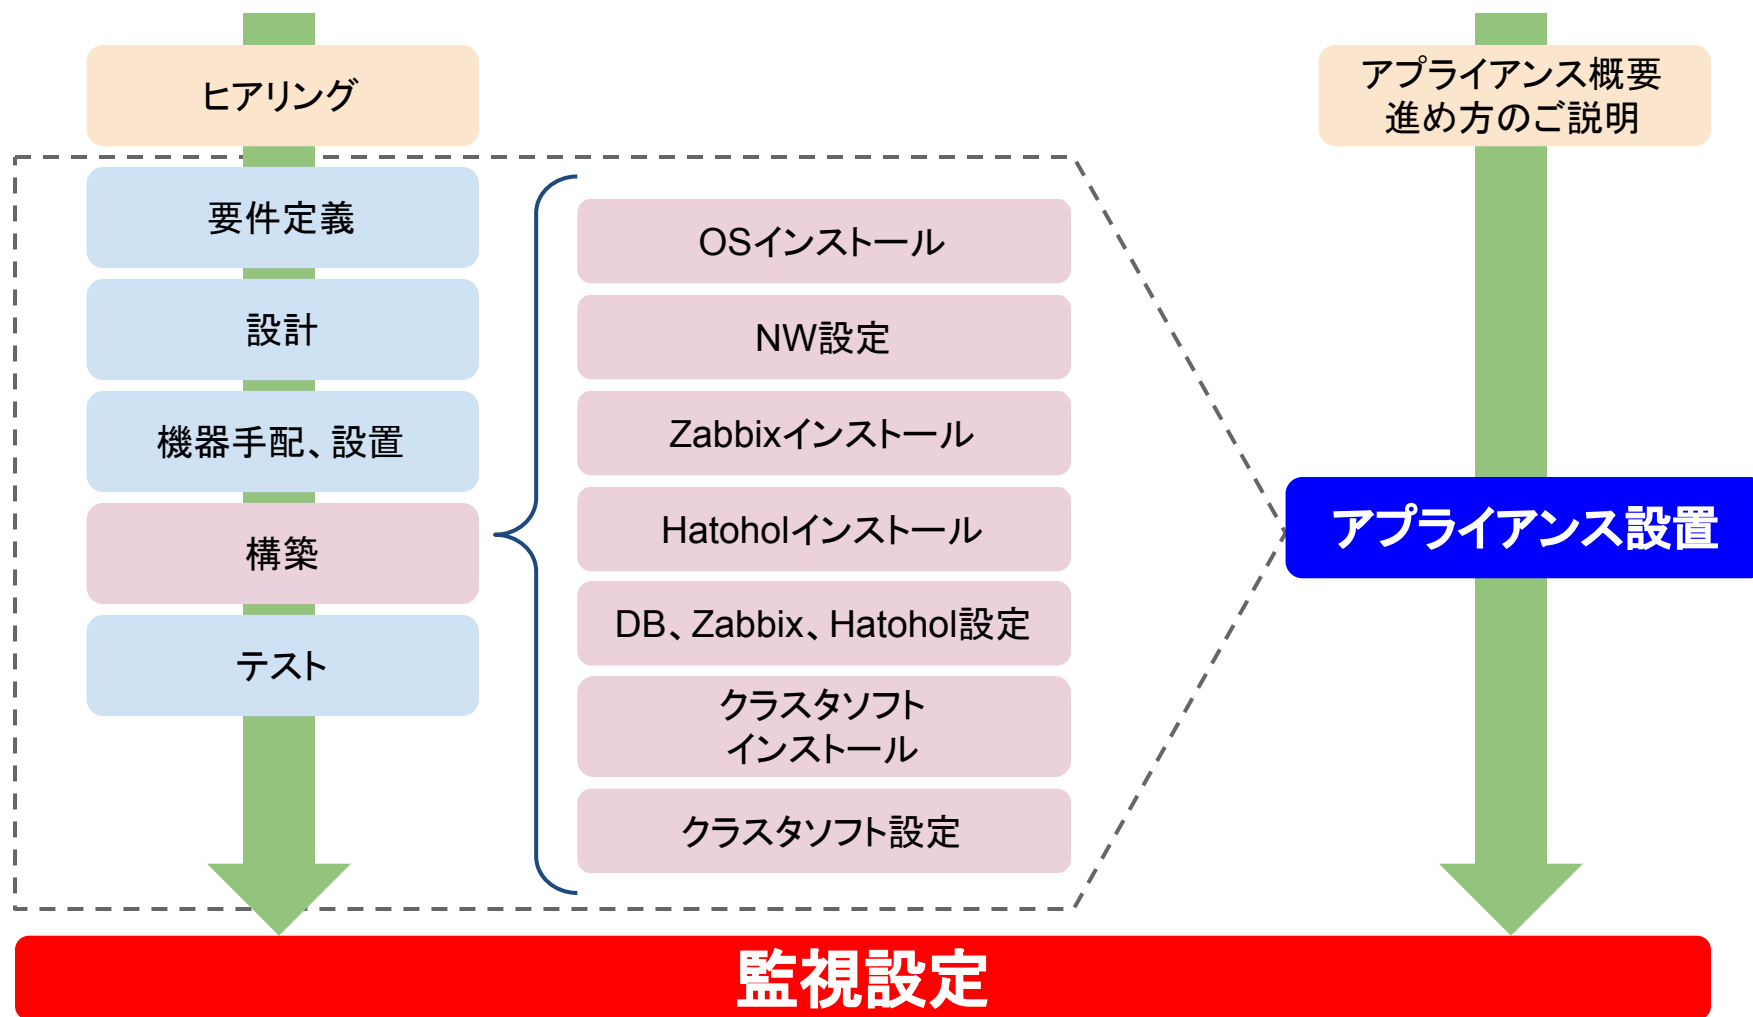 ヒアリング
要件定義
設計
機器手配、設置
構築
テスト
OSインストール
NW設定
Zabbixインストール
Hatoholインストール
DB、Zabbix、Hatohol設定
クラスタソフト
インストール
クラスタソフト設定
アプライアンス概要
進め方のご説明
アプライアンス設置
監視設定